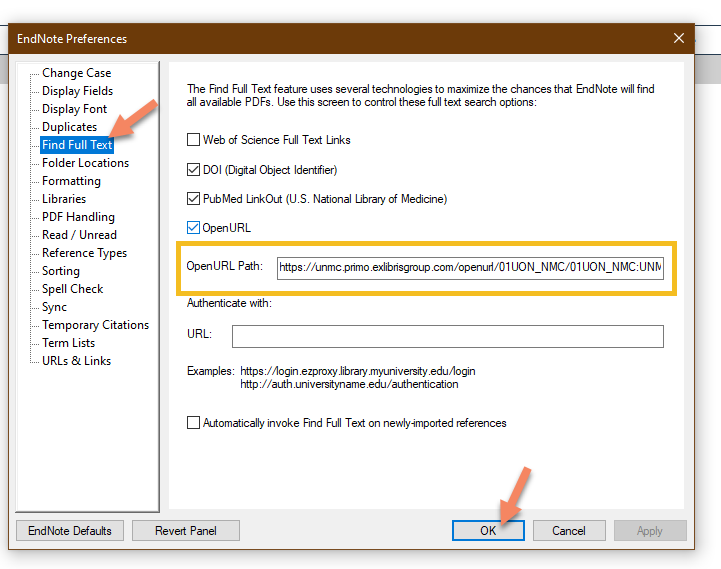 EndNote Preferences
Change Case
Display Fields
Display Font
Duplicates
Find Full Text
Folder Locations
Formatting
Libraries
PDF Handling
Read / Unread
Reference Types
Sorting
Spell Check
Sync
Temporary Citations
Term Lists
URLs & Links
The Find Full Text feature uses several technologies to maximize the chances that EndNote will find
all available PDFs. Use this screen to control these full text search options:
Web of Science Full Text Links
DOI (Digital Object Identifier)
PubMed LinkOut (U.S. National Library of Medicine)
OpenURL
OpenURL Path: https://unmc.primo.exlibrisgroup.com/openurl/01UON_NMC/01UON_NMC:UNM
Authenticate with:
URL:
Examples: https://login.ezproxy.library.myuniversity.edu/login
http://auth.universityname.edu/authentication
Automatically invoke Find Full Text on newly-imported references
EndNote Defaults
Revert Panel
OK
Cancel
Apply